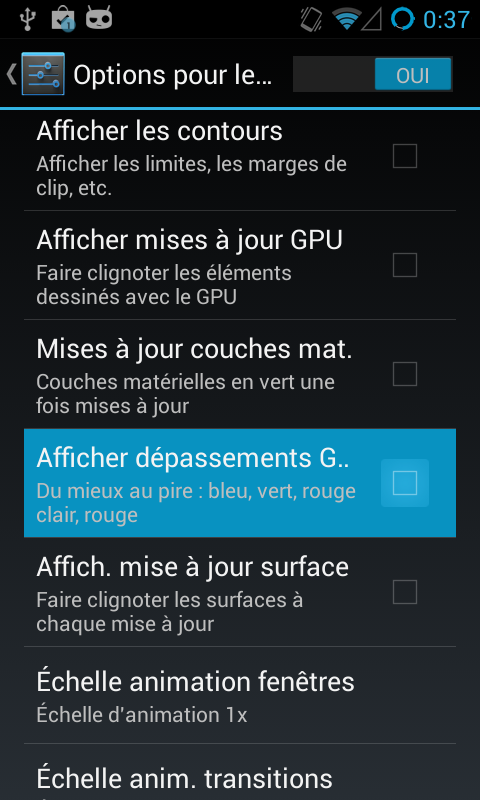 0:37
Options pour le…
OUI
Afficher les contours
Afficher les limites, les marges de
clip, etc.
Afficher mises à jour GPU
Faire clignoter les éléments
dessinés avec le GPU
Mises à jour couches mat.
Couches matérielles en vert une
fois mises à jour
Afficher dépassements G..
Du mieux au pire : bleu, vert, rouge
clair, rouge
Affich. mise à jour surface
Faire clignoter les surfaces à
chaque mise à jour
Échelle animation fenêtres
Échelle d'animation 1x
Échelle anim. transitions